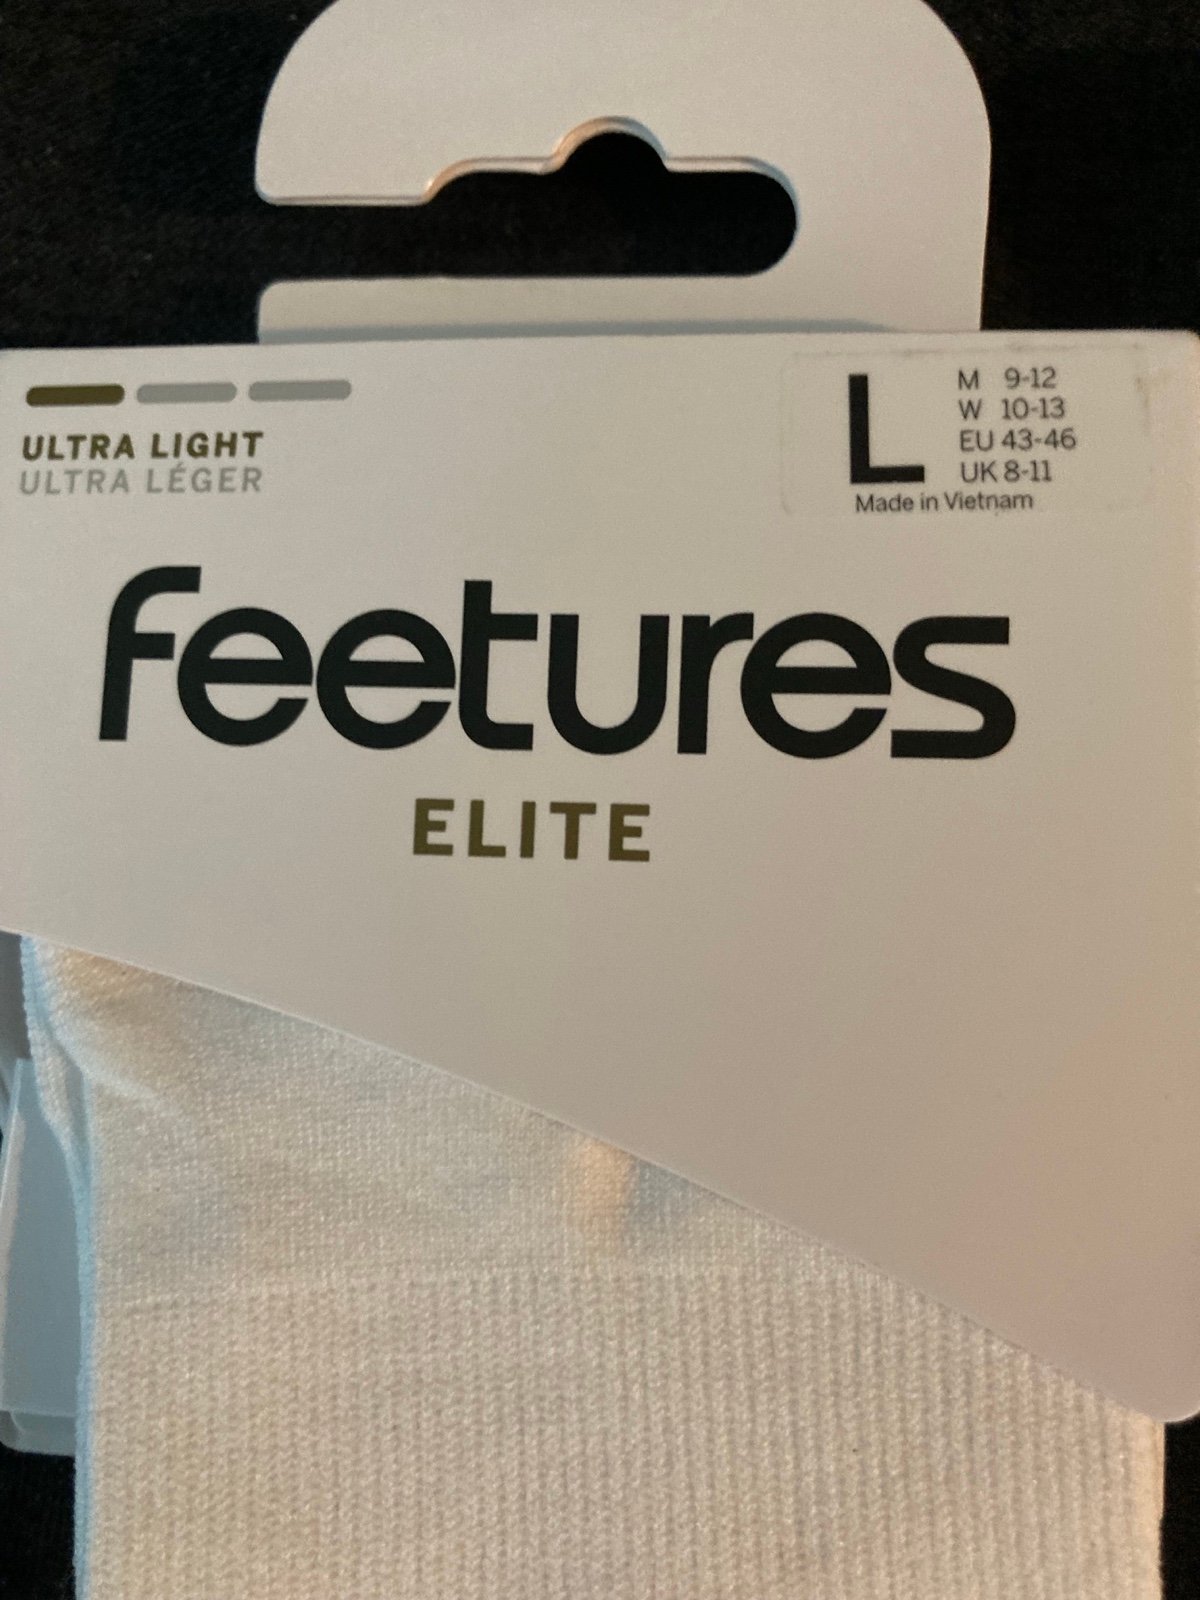 ULTRA LIGHT
ULTRA LÉGER
L
M 9-12
W 10-13
EU 43-46
UK 8-11
Made in Vietnam
feetures
ELITE